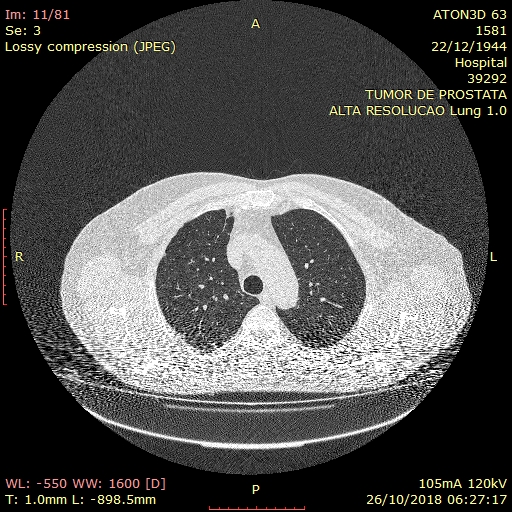 Im: 11/81
Se: 3
Lossy compression (JPEG)
ATON3D 63
1581
22/12/1944
Hospital
39292
TUMOR DE PROSTATA
ALTA RESOLUCAO Lung 1.0
A
R
L
P
WL: -550 WW: 1600 [D]
T: 1.0mm L: -898.5mm
105mA 120kV
26/10/2018 06:27:17